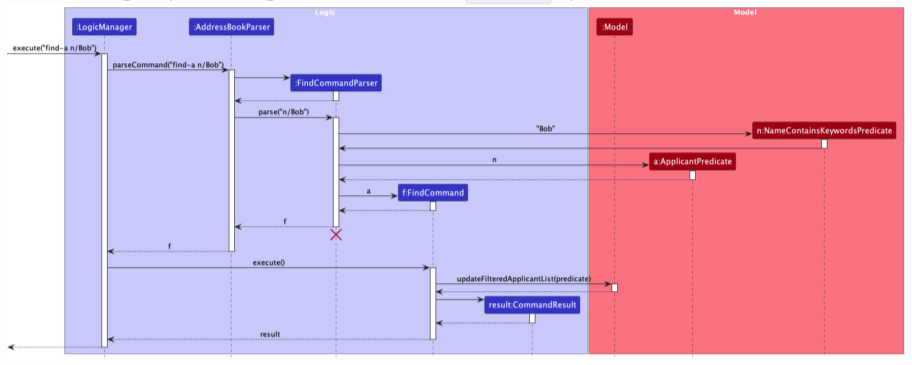 Logic
Model
:LogicManager
:AddressBookParser
:Model
execute("find-a n/Bob")
parseCommand("find-a n/Bob")
:FindCommandParser
parse("n/Bob")
"Bob"
n:NameContainsKeywordsPredicate
n
a:ApplicantPredicate
a
f:FindCommand
f
f
execute()
updateFilteredApplicantList(predicate)
result:CommandResult
result